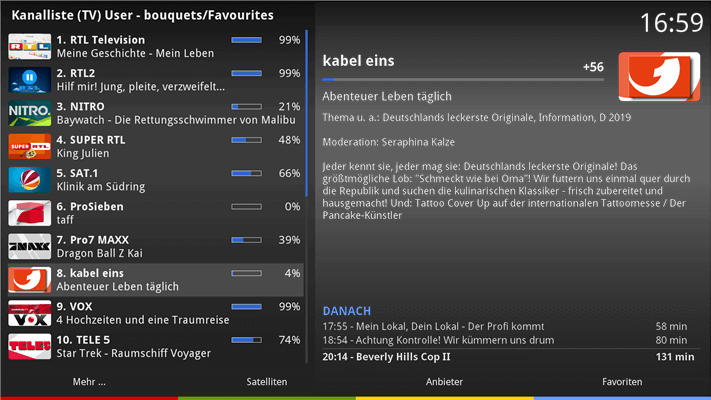 Kanalliste (TV) User - bouquets/Favourites
16:59
1. RTL Television 99%
Meine Geschichte - Mein Leben
2. RTL2 99%
Hilf mir! Jung, pleite, verzweifelt...
3. NITRO 21%
Baywatch - Die Rettungsschwimmer von Malibu
4. SUPER RTL 48%
King Julien
5. SAT.1 66%
Klinik am Südring
6. ProSieben 0%
taff
7. Pro7 MAXX 39%
Dragon Ball Z Kai
8. kabel eins 4%
Abenteuer Leben täglich
9. VOX 99%
4 Hochzeiten und eine Traumreise
10. TELE 5 74%
Star Trek - Raumschiff Voyager
RTL
NITRO.
SUPER RTL
MAXX
VOX
TELE5
kabel eins +56
Abenteuer Leben täglich
Thema u. a.: Deutschlands leckerste Originale, Information, D 2019
Moderation: Seraphina Kalze
Jeder kennt sie, jeder mag sie: Deutschlands leckerste Originale! Das
größtmögliche Lob: "Schmeckt wie bei Oma"! Wir futtern uns einmal quer durch
die Republik und suchen die kulinarischen Klassiker - frisch zubereitet und
hausgemacht! Und: Tattoo Cover Up auf der internationalen Tattoomesse / Der
Pancake-Künstler
DANACH
17:55 - Mein Lokal, Dein Lokal - Der Profi kommt 58 min
18:54 - Achtung Kontrolle! Wir kümmern uns drum 80 min
20:14 - Beverly Hills Cop II 131 min
Mehr ... Satelliten Anbieter Favoriten